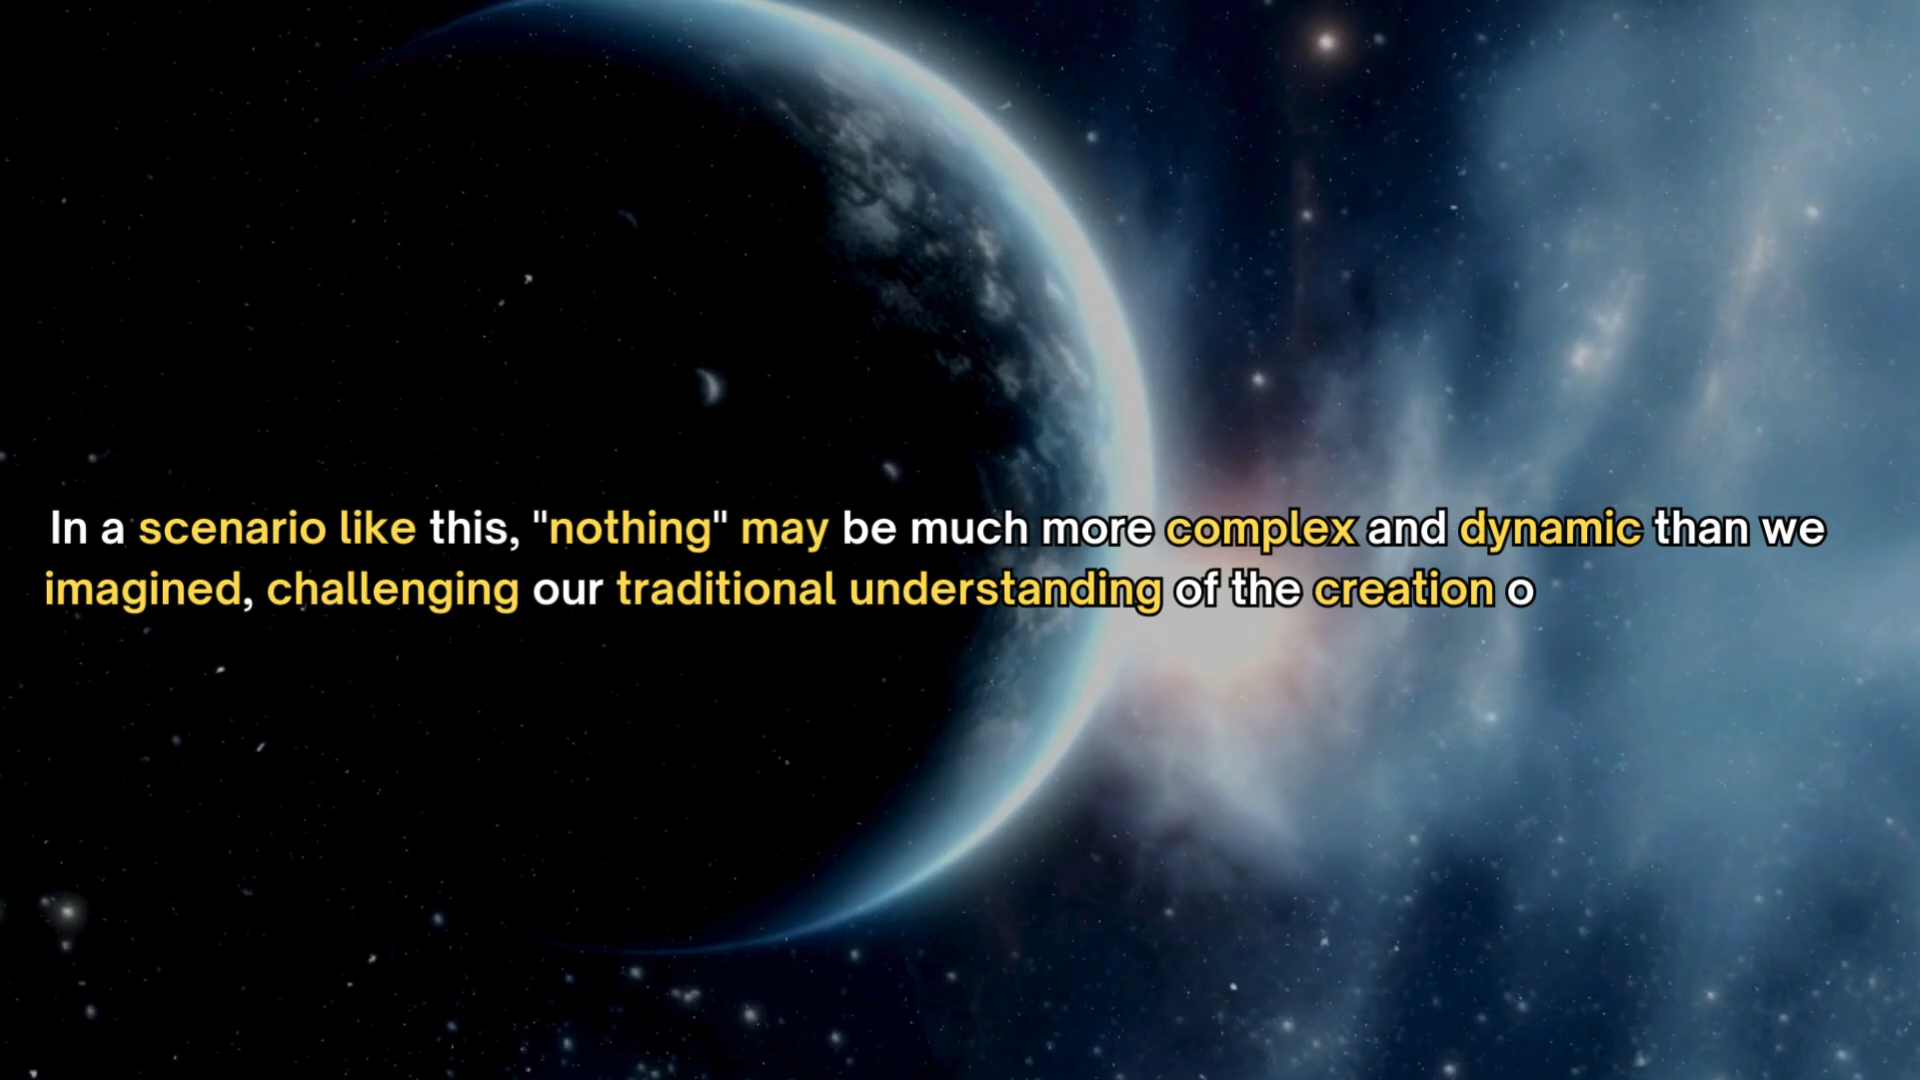 In a scenario like this, "nothing" may be much more complex and dynamic than we
imagined, challenging our traditional understanding of the creation o